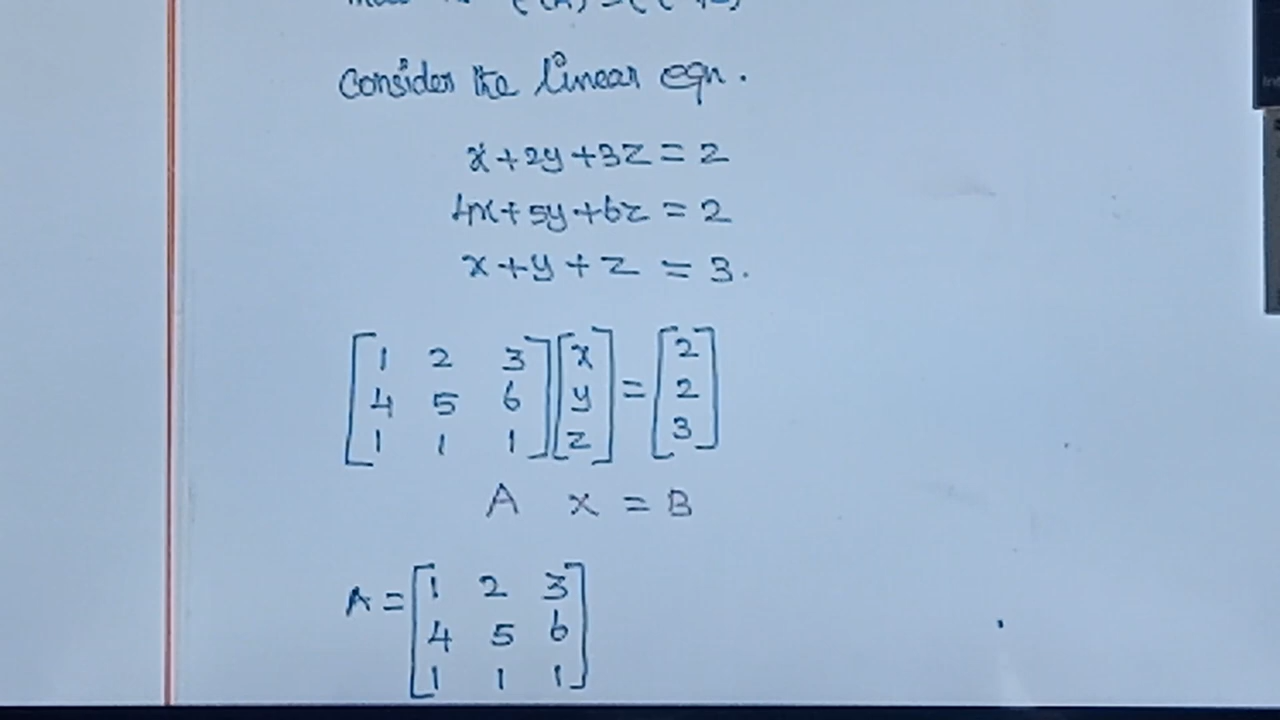 Consider the linear eqn.
x+2y+3z=2
4x+5y+6z=2
x+y+z=3.
[1 2 3] [x] = [2]
[4 5 6] [y] [2]
[1 1 1] [z] [3]
A x = B
A = [1 2 3]
[4 5 6]
[1 1 1]